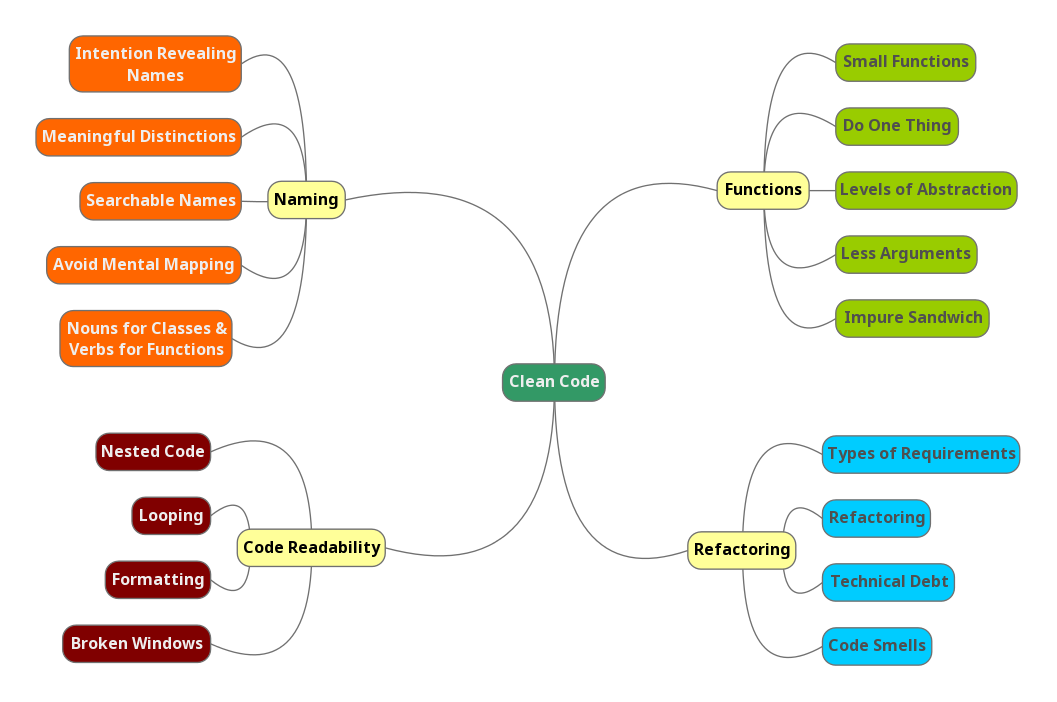 Clean Code
Naming
Intention Revealing
Names
Meaningful Distinctions
Searchable Names
Avoid Mental Mapping
Nouns for Classes &
Verbs for Functions
Functions
Small Functions
Do One Thing
Levels of Abstraction
Less Arguments
Impure Sandwich
Code Readability
Nested Code
Looping
Formatting
Broken Windows
Refactoring
Types of Requirements
Refactoring
Technical Debt
Code Smells